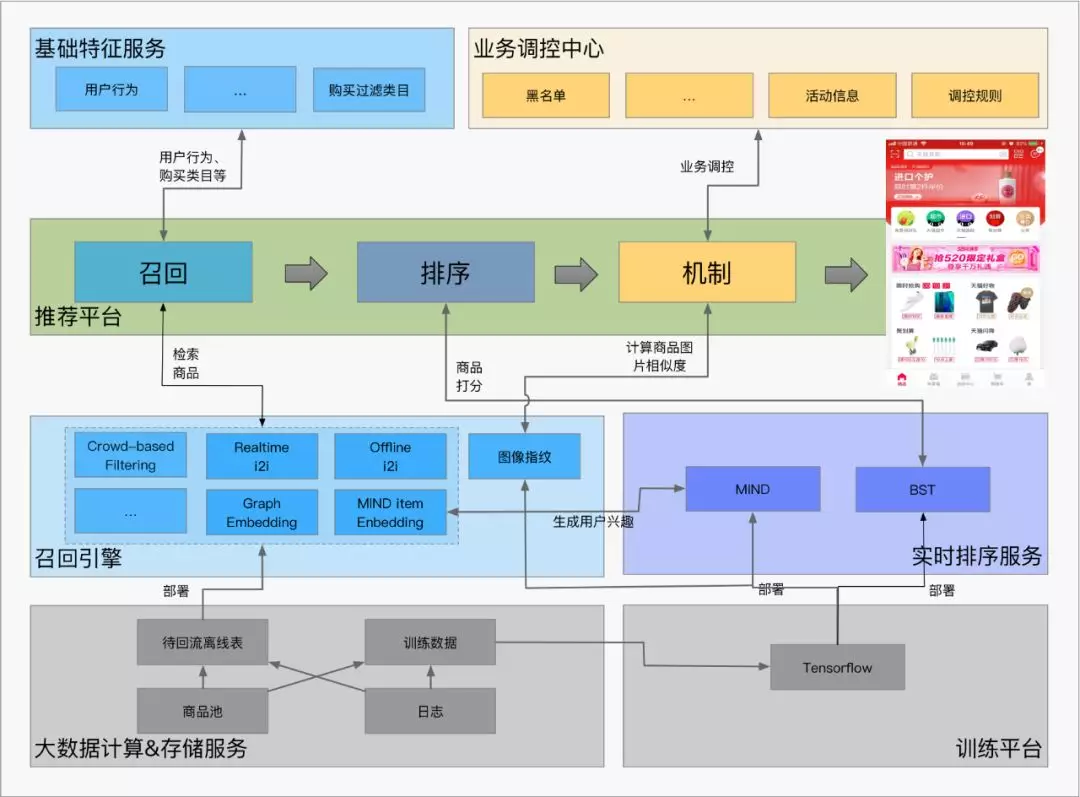 基础特征服务
用户行为
...
购买过滤类目
业务调控中心
黑名单
...
活动信息
调控规则
用户行为、
购买类目等
业务调控
召回
排序
机制
推荐平台
进口个护
抢520限定礼盒
天猫好物
检索
商品
商品
打分
计算商品图
片相似度
Crowd-based
Filtering
Realtime
i2i
Offline
i2i
...
Graph
Embedding
MIND item
Enbedding
图像指纹
召回引擎
生成用户兴趣
MIND
BST
实时排序服务
部署
部署
部署
待回流离线表
训练数据
商品池
日志
大数据计算&存储服务
Tensorflow
训练平台